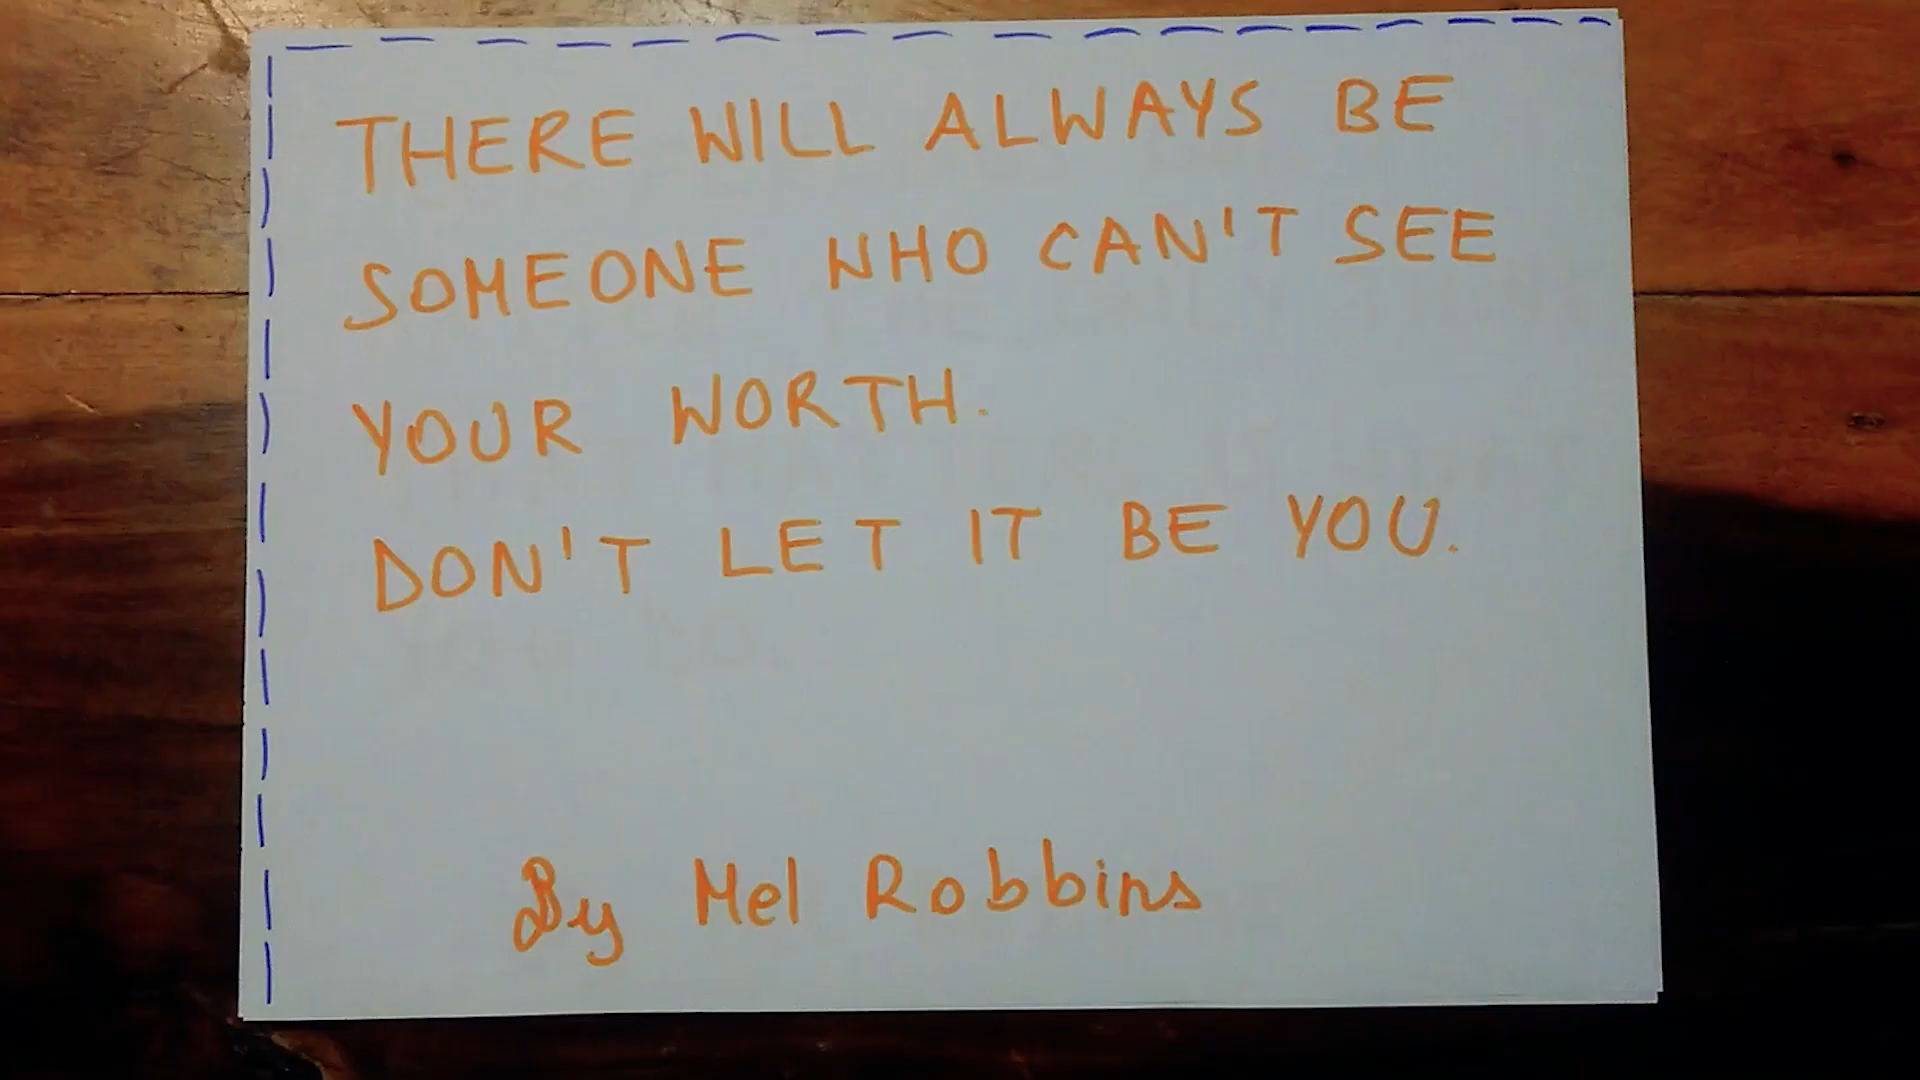 THERE WILL ALWAYS BE
SOMEONE WHO CAN'T SEE
YOUR WORTH.
DON'T LET IT BE YOU.
By Mel Robbins